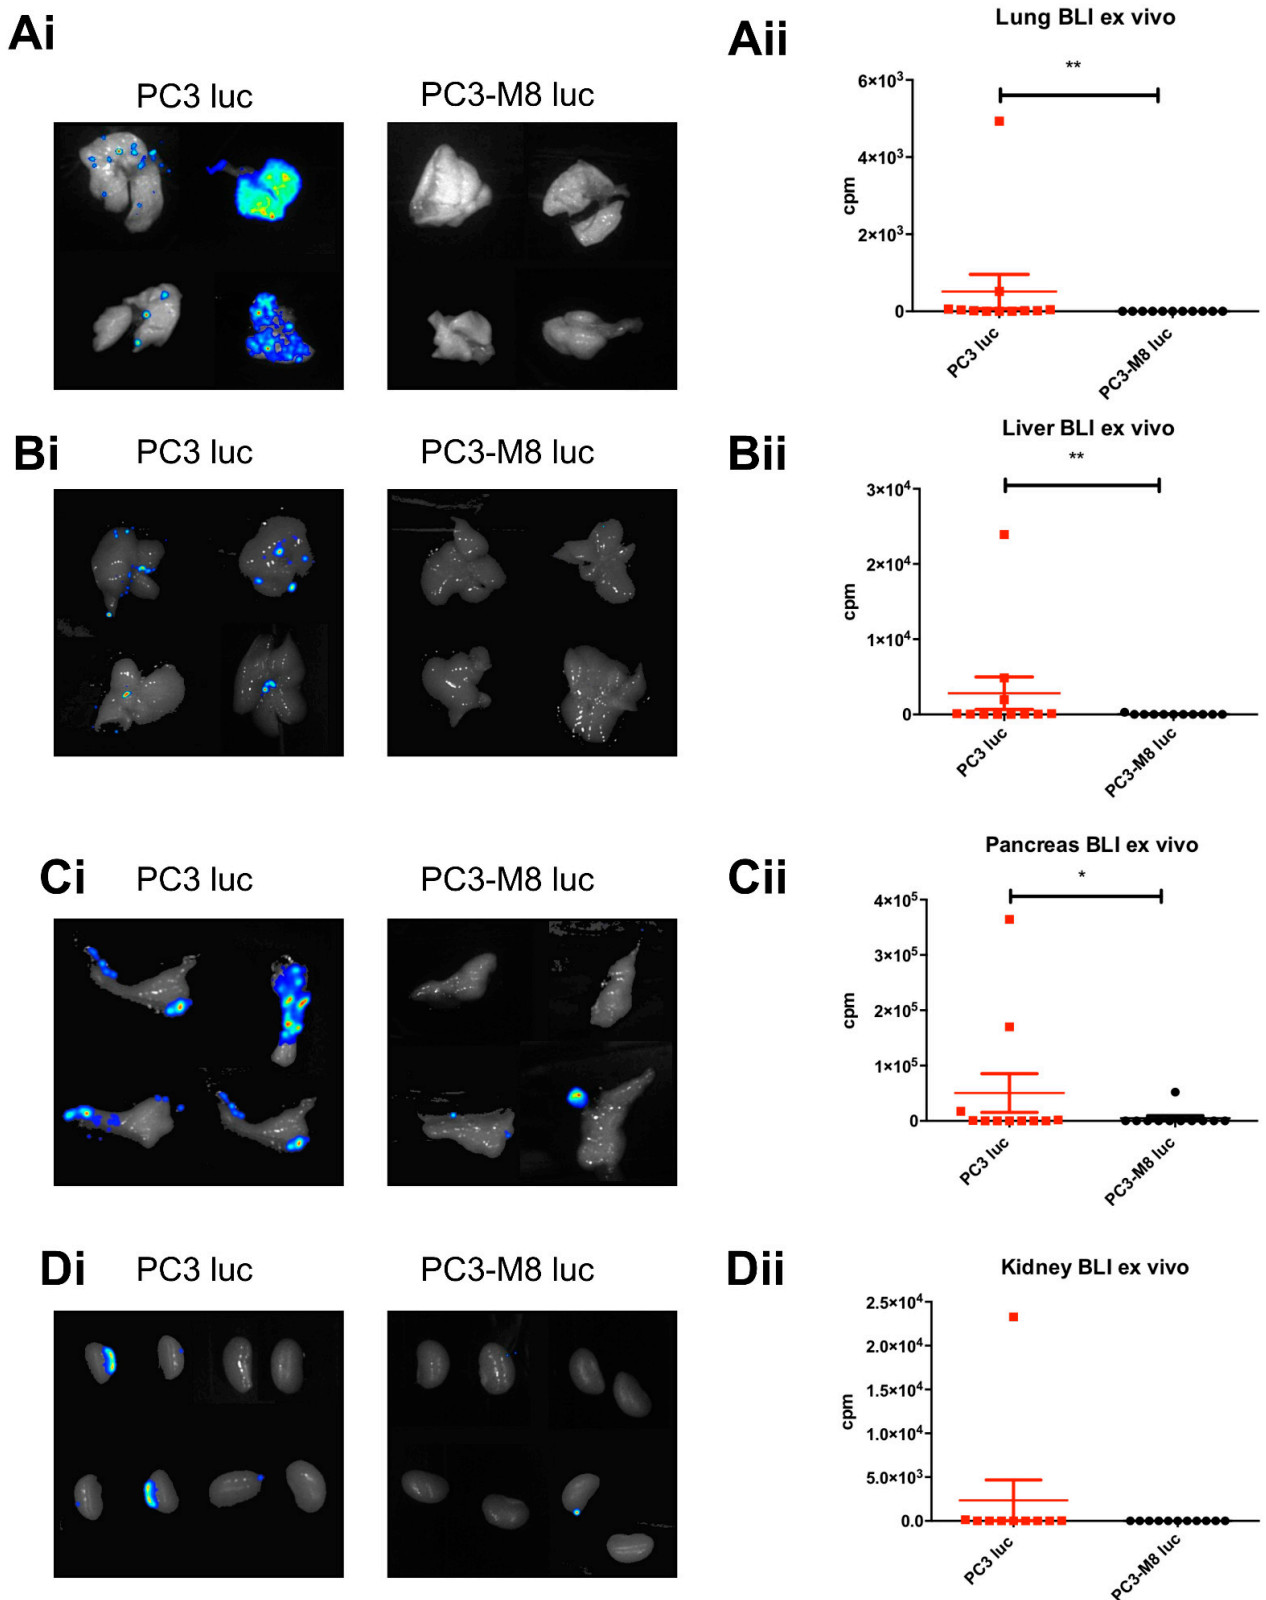 Ai
PC3 luc
PC3-M8 luc
Aii
Lung BLI ex vivo
**
6×10³
4×10³
2×10³
0
cpm
PC3 luc
PC3-M8 luc
Bi
PC3 luc
PC3-M8 luc
Bii
Liver BLI ex vivo
**
3×10⁴
2×10⁴
1×10⁴
0
cpm
PC3 luc
PC3-M8 luc
Ci
PC3 luc
PC3-M8 luc
Cii
Pancreas BLI ex vivo
*
4×10⁵
3×10⁵
2×10⁵
1×10⁵
0
cpm
PC3 luc
PC3-M8 luc
Di
PC3 luc
PC3-M8 luc
Dii
Kidney BLI ex vivo
2.5×10⁴
2.0×10⁴
1.5×10⁴
1.0×10⁴
5.0×10³
0.0
cpm
PC3 luc
PC3-M8 luc